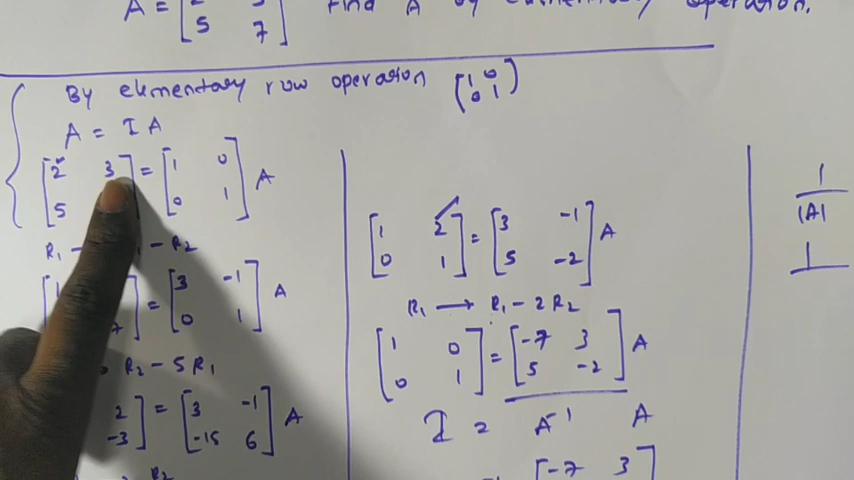 A = [ 5 7 ] Find A by elementary operation.
By elementary row operation [1 0
0 1]
A = I A
[2 3] = [1 0] A
[5 ] [0 1]
R1 - R2
[1 ] = [3 -1] A
[ 7] [0 1]
R2 - 5R1
[ 2] = [3 -1] A
[ -3] [-15 6]
R2
[1 2] = [3 -1] A
[0 1] [5 -2]
R1 → R1 - 2R2
[1 0] = [-7 3] A
[0 1] [5 -2]
I = A⁻¹ A
[-7 3]
1
|A|
1